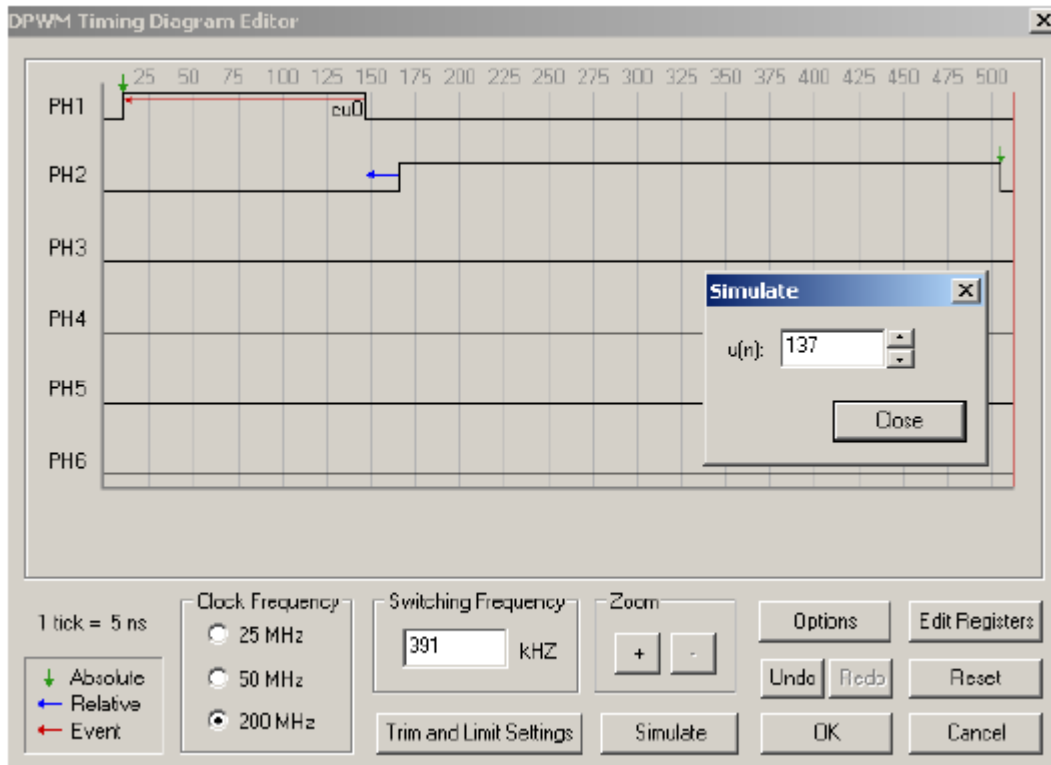 DPWM Timing Diagram Editor
25 50 75 100 125 150 175 200 225 250 275 300 325 350 375 400 425 450 475 500
PH1
eu0
PH2
PH3
Simulate
PH4
u(n): 137
PH5
Close
PH6
Clock Frequency
Switching Frequency
Zoom
1 tick = 5 ns
25 MHz
391 kHZ
+ -
Options
Edit Registers
Absolute
50 MHz
Undo
Redo
Reset
Relative
Event
200 MHz
Trim and Limit Settings
Simulate
OK
Cancel